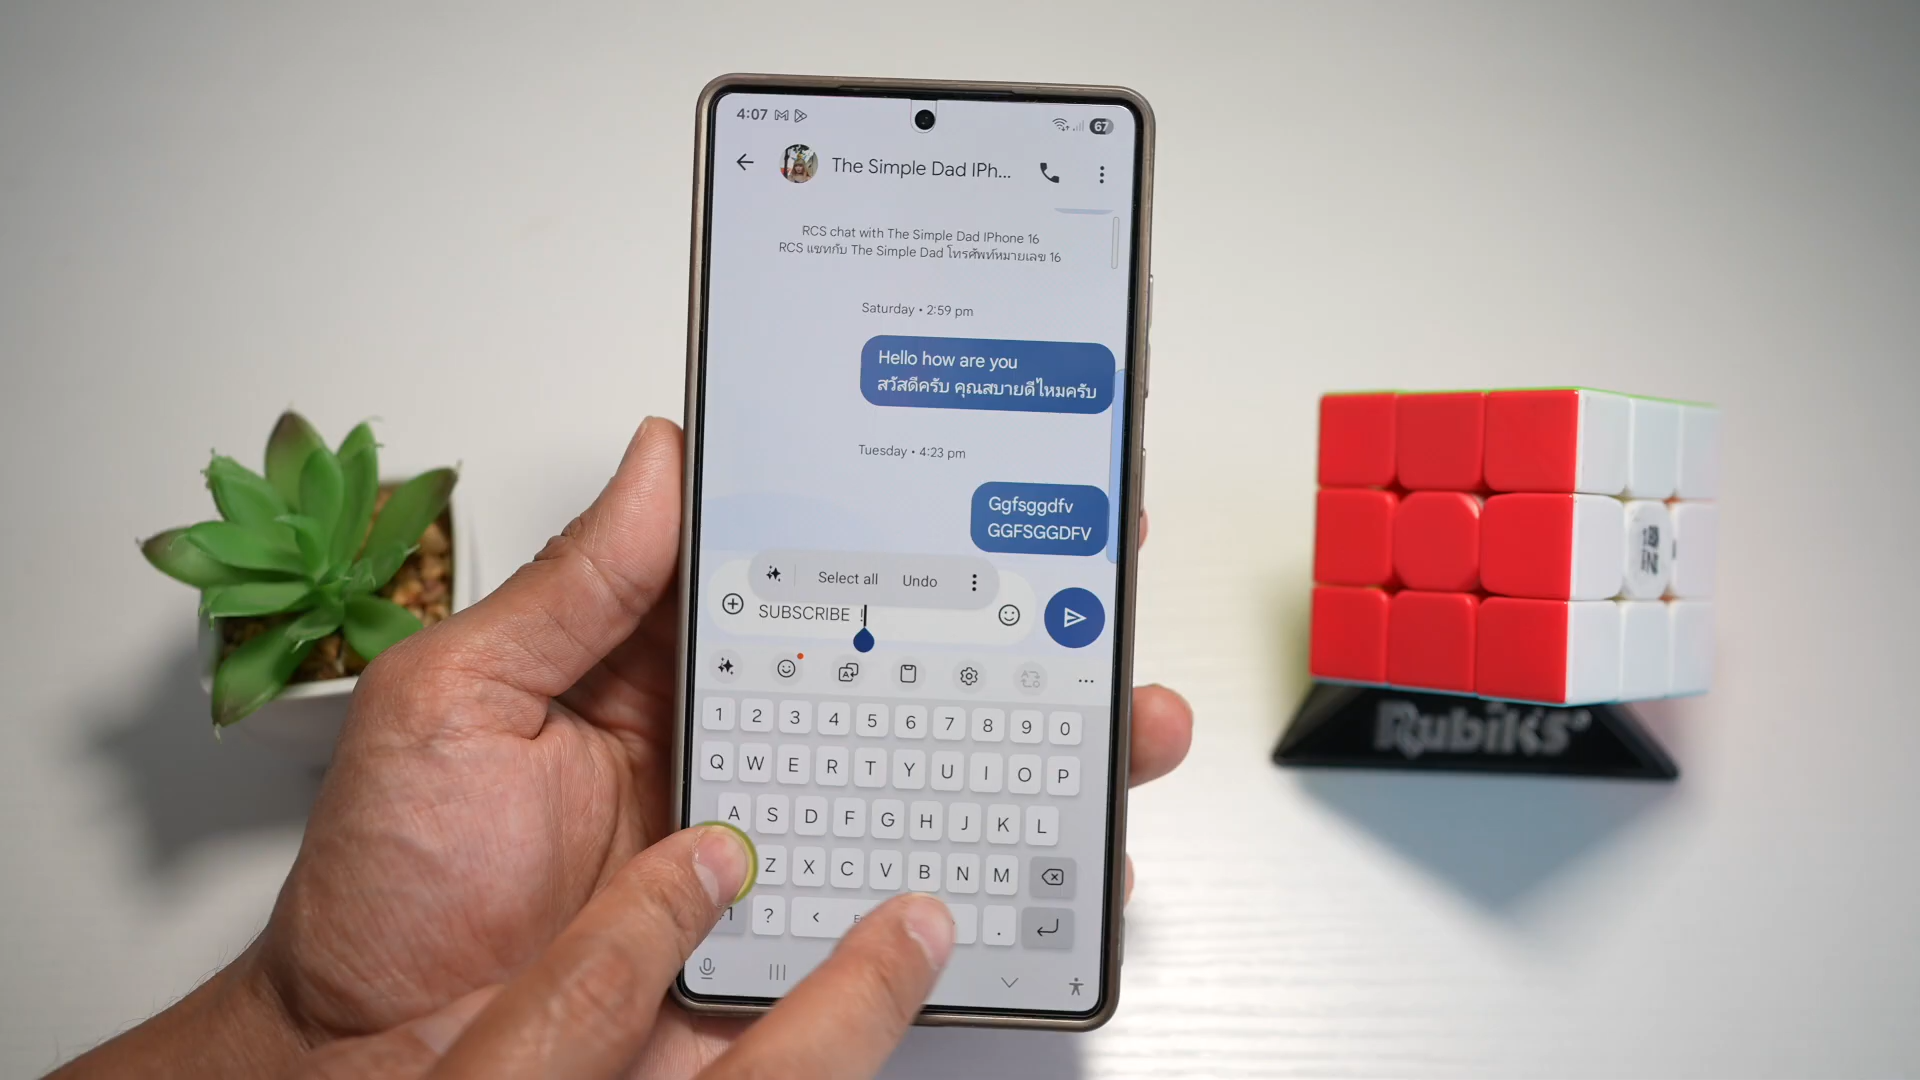 4:07
67
The Simple Dad IPh...
RCS chat with The Simple Dad IPhone 16
RCS แชทกับ The Simple Dad โทรศัพท์หมายเลข 16
Saturday • 2:59 pm
Hello how are you
สวัสดีครับ คุณสบายดีไหมครับ
Tuesday • 4:23 pm
Ggfsggdfv
GGFSGGDFV
Select all Undo
SUBSCRIBE !
1 2 3 4 5 6 7 8 9 0
Q W E R T Y U I O P
A S D F G H J K L
Z X C V B N M
? < .
Rubik's